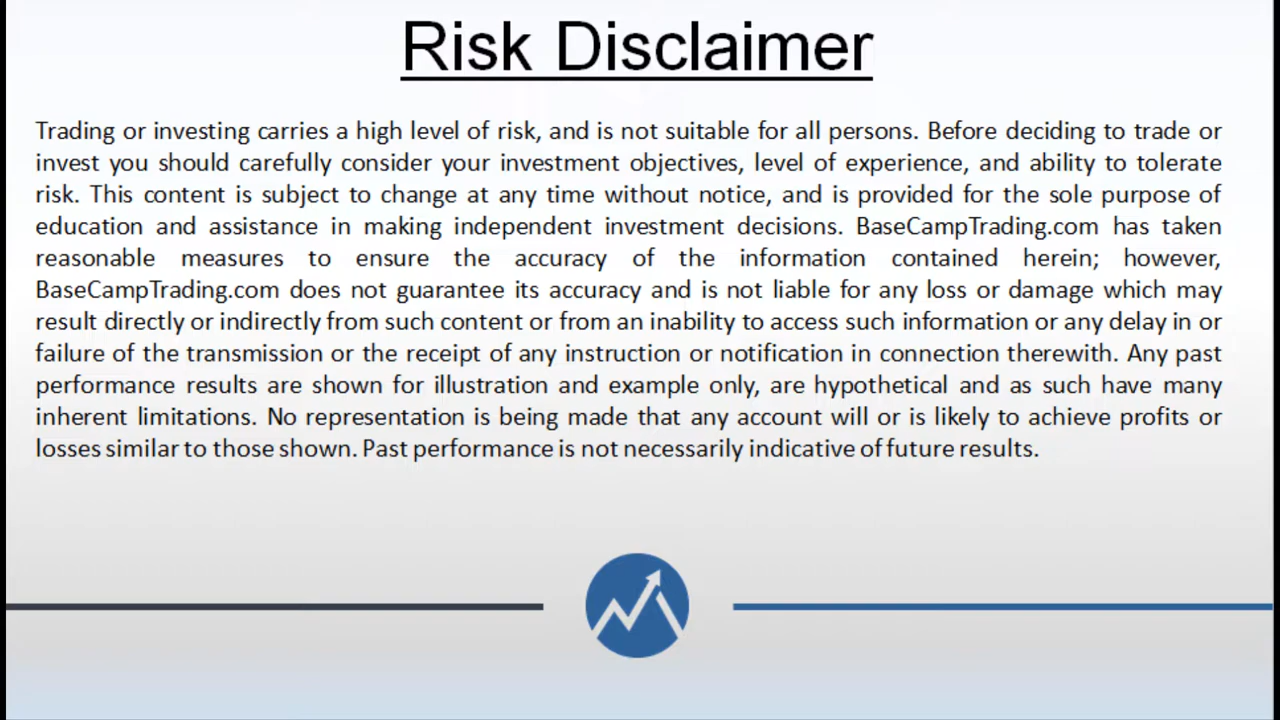 Risk Disclaimer
Trading or investing carries a high level of risk, and is not suitable for all persons. Before deciding to trade or
invest you should carefully consider your investment objectives, level of experience, and ability to tolerate
risk. This content is subject to change at any time without notice, and is provided for the sole purpose of
education and assistance in making independent investment decisions. BaseCampTrading.com has taken
reasonable measures to ensure the accuracy of the information contained herein; however,
BaseCampTrading.com does not guarantee its accuracy and is not liable for any loss or damage which may
result directly or indirectly from such content or from an inability to access such information or any delay in or
failure of the transmission or the receipt of any instruction or notification in connection therewith. Any past
performance results are shown for illustration and example only, are hypothetical and as such have many
inherent limitations. No representation is being made that any account will or is likely to achieve profits or
losses similar to those shown. Past performance is not necessarily indicative of future results.